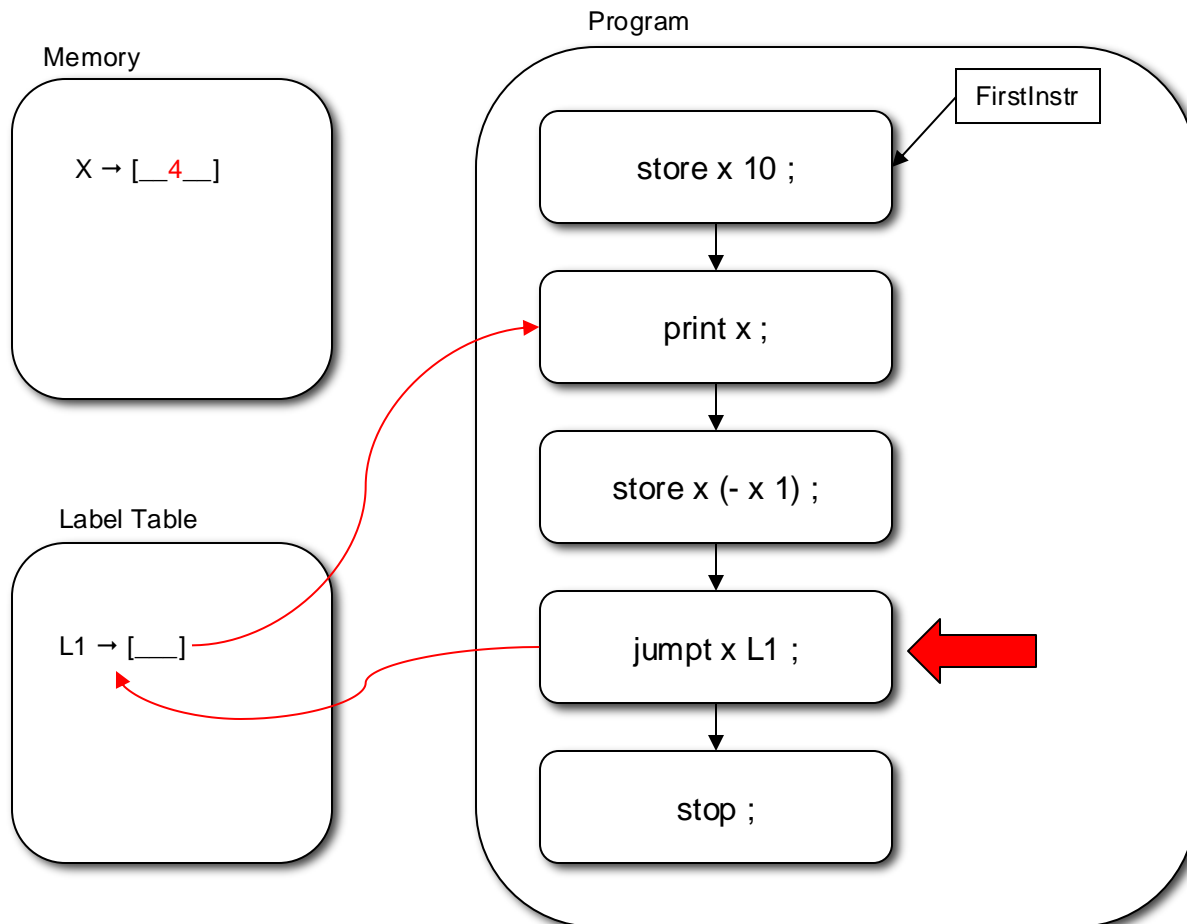 Program
Memory
FirstInstr
store x 10 ;
X → [__4__]
print x ;
store x (- x 1) ;
Label Table
L1 → [___]
jumpt x L1 ;
stop ;